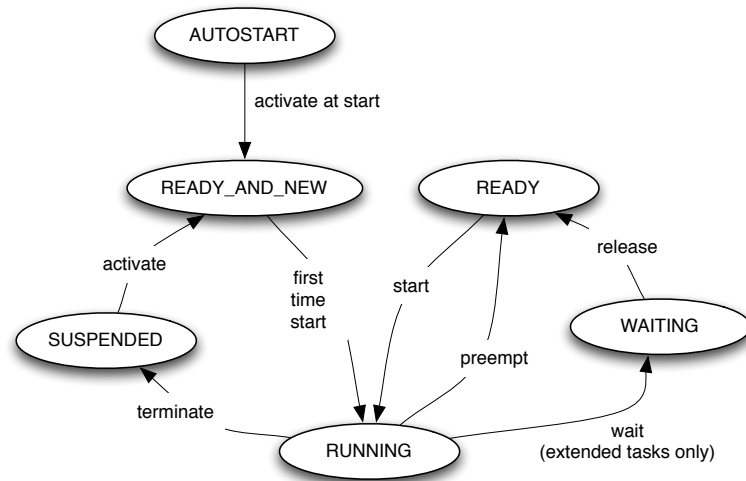 AUTOSTART
activate at start
READY_AND_NEW
READY
activate
first
time
start
start
release
SUSPENDED
preempt
WAITING
terminate
RUNNING
wait
(extended tasks only)